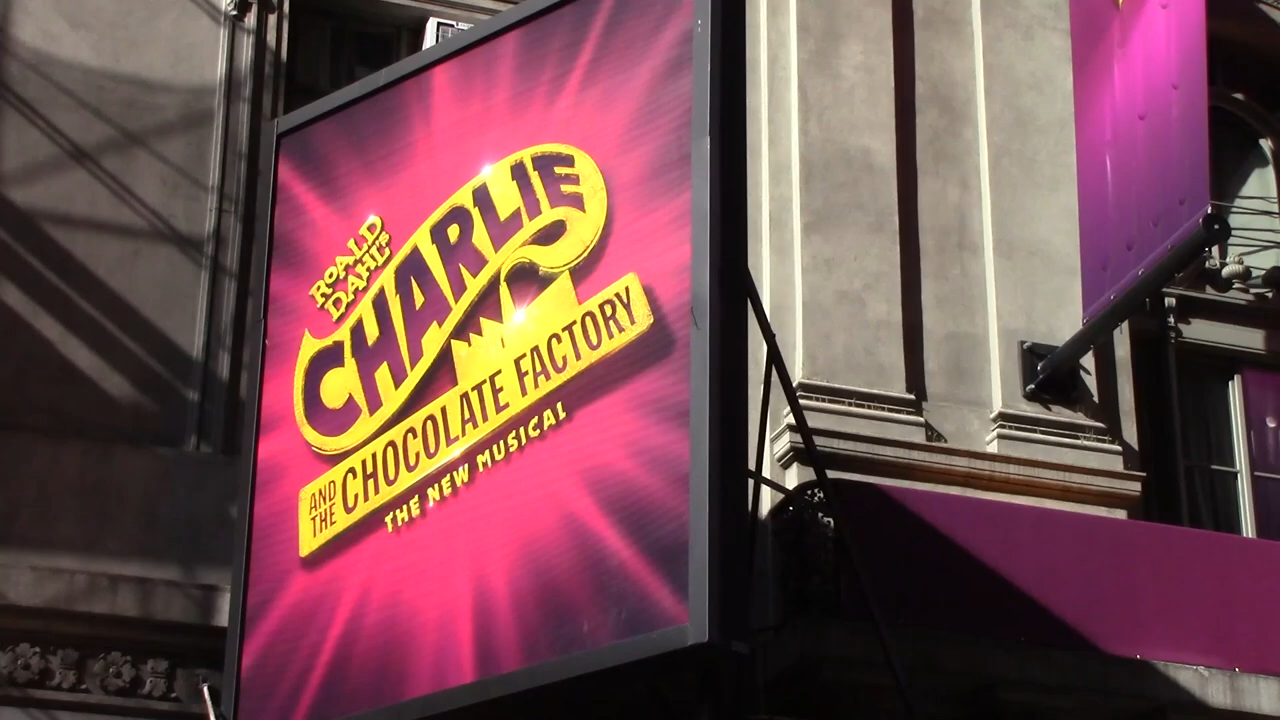 ROALD
DAHL'S
CHARLIE
AND
THE
CHOCOLATE FACTORY
THE NEW MUSICAL